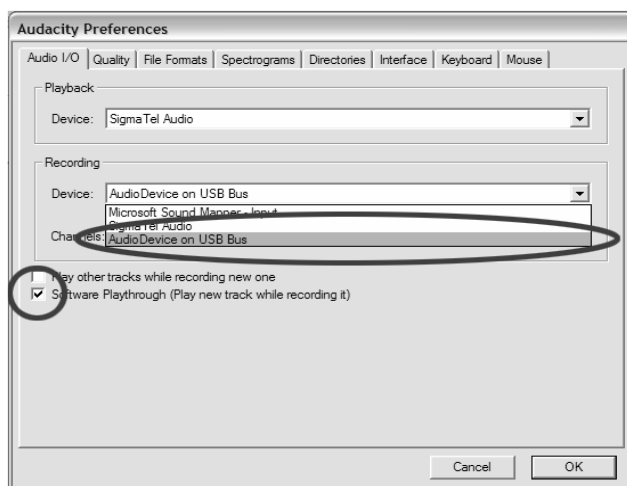 Audacity Preferences
Audio I/O Quality File Formats Spectrograms Directories Interface Keyboard Mouse
Playback
Device: SigmaTel Audio
Recording
Device: AudioDevice on USB Bus
Microsoft Sound Mapper - Input
SigmaTel Audio
Channels: AudioDevice on USB Bus
Play other tracks while recording new one
Software Playthrough (Play new track while recording it)
Cancel OK